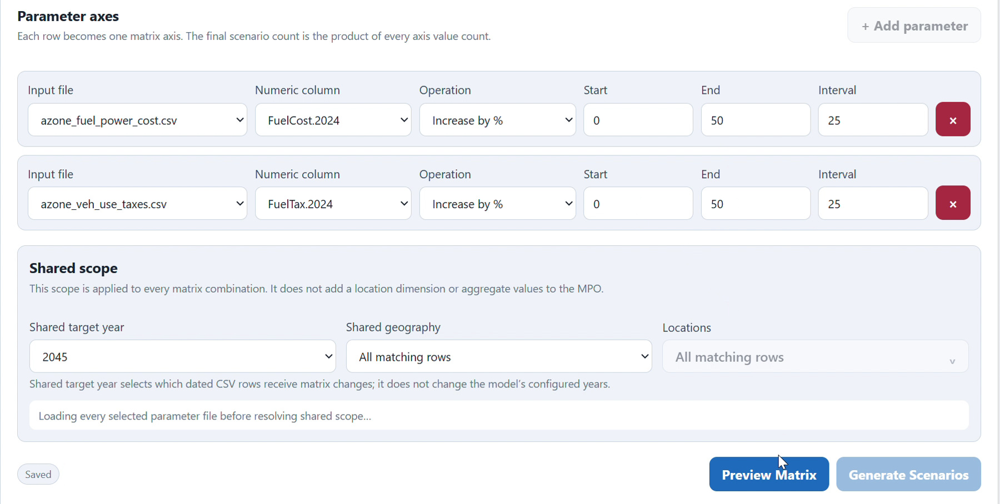 Parameter axes
+ Add parameter
Each row becomes one matrix axis. The final scenario count is the product of every axis value count.
Input file Numeric column Operation Start End Interval
azone_fuel_power_cost.csv FuelCost.2024 Increase by % 0 50 25 ×
Input file Numeric column Operation Start End Interval
azone_veh_use_taxes.csv FuelTax.2024 Increase by % 0 50 25 ×
Shared scope
This scope is applied to every matrix combination. It does not add a location dimension or aggregate values to the MPO.
Shared target year Shared geography Locations
2045 All matching rows All matching rows v
Shared target year selects which dated CSV rows receive matrix changes; it does not change the model's configured years.
Loading every selected parameter file before resolving shared scope...
Saved Preview Matrix Generate Scenarios